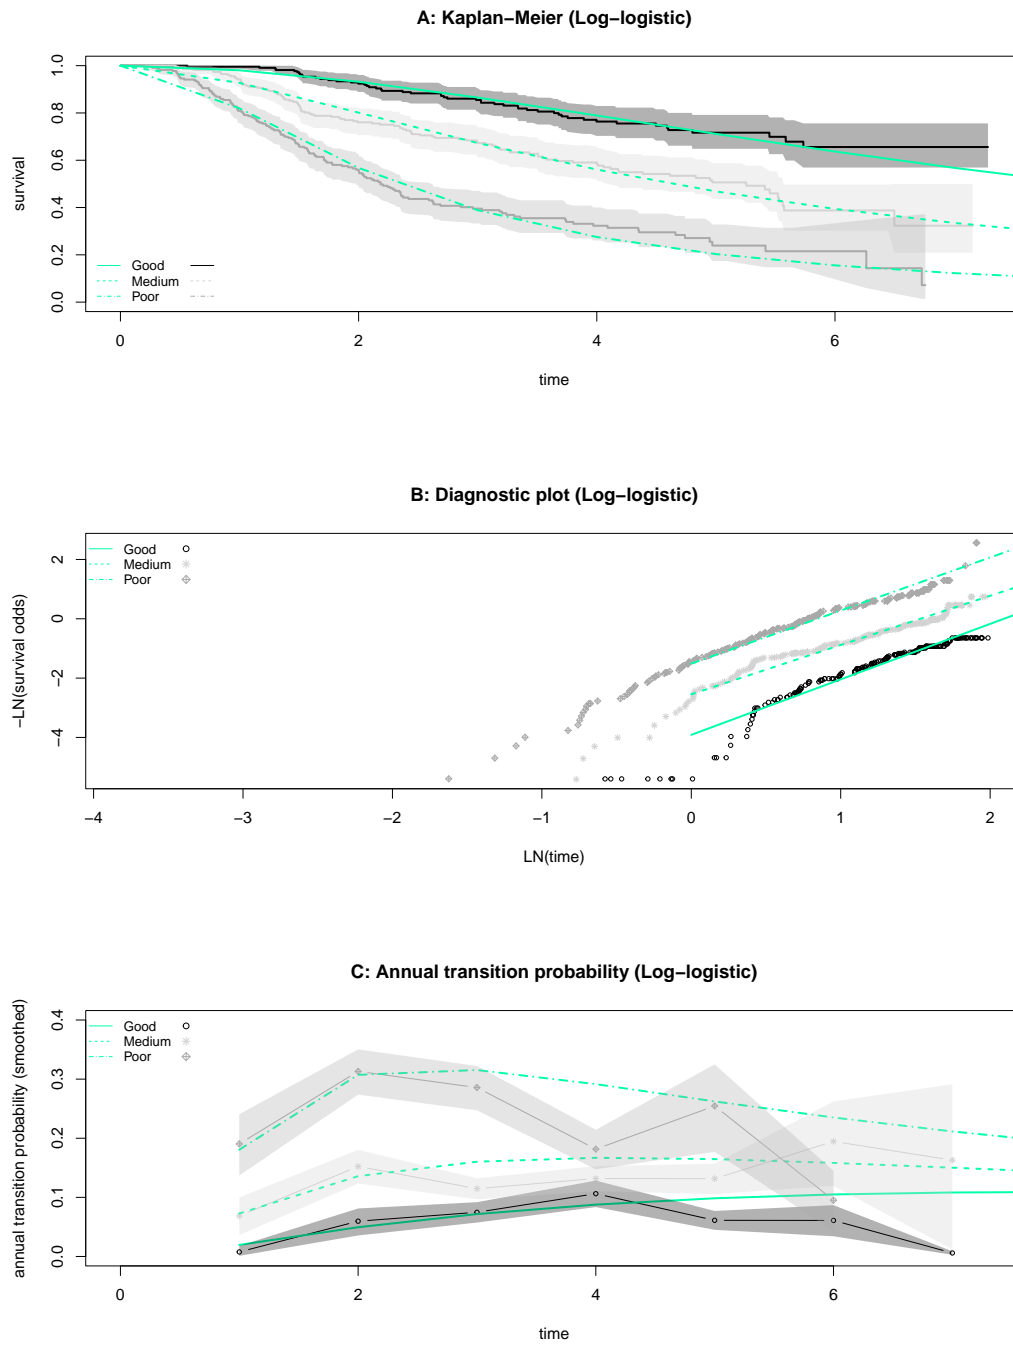 A: Kaplan−Meier (Log−logistic)
survival
0.0 0.2 0.4 0.6 0.8 1.0
Good
Medium
Poor
0 2 4 6
time
B: Diagnostic plot (Log−logistic)
−LN(survival odds)
−4 −2 0 2
Good
Medium
Poor
−4 −3 −2 −1 0 1 2
LN(time)
C: Annual transition probability (Log−logistic)
annual transition probability (smoothed)
0.0 0.1 0.2 0.3 0.4
Good
Medium
Poor
0 2 4 6
time